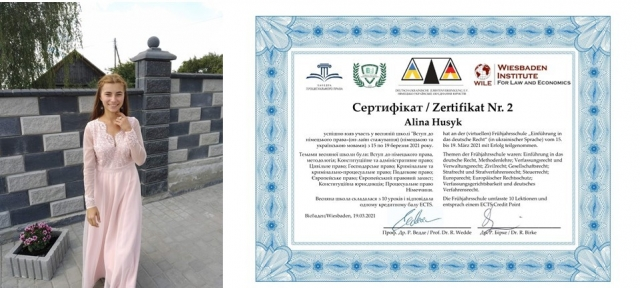 WIESBADEN
INSTITUTE
FOR LAW AND ECONOMICS
WILE
Сертифікат / Zertifikat Nr. 2
Alina Husyk
успішно взяла участь у весняній школі "Вступ до
німецького права (он-лайн стажування) (німецькою та
українською мовами) з 15 по 19 березня 2021 року.
hat an der (virtuellen) Frühjahrsschule „Einführung in
das deutsche Recht" (in ukrainischer Sprache) vom 15.
bis 19. März 2021 mit Erfolg teilgenommen.
Темами весняної школи були: Вступ до німецького права,
методологія; Конституційне та адміністративне право;
Цивільне право; Господарське право; Кримінальне та
кримінально-процесуальне право; Податкове право;
Європейське право; Європейський правовий захист;
Конституційна юрисдикція; Процесуальне право
Німеччини.
Themen der Frühjahrsschule waren: Einführung in das
deutsche Recht, Methodenlehre; Verfassungsrecht und
Verwaltungsrecht; Zivilrecht; Gesellschaftsrecht;
Strafrecht und Strafverfahrensrecht; Steuerrecht;
Europarecht; Europäischer Rechtsschutz;
Verfassungsgerichtsbarkeit und deutsches
Verfahrensrecht.
Весняна школа складалася з 10 уроків і відповідала
одному кредитному балу ECTS.
Die Frühjahrsschule umfasste 10 Lektionen und
entsprach einem ECTS Credit Point
Вісбаден/Wiesbaden, 19.03.2021
Проф. Др. Р. Ведде / Prof. Dr. R. Wedde
Др. Р. Бірке / Dr. R. Birke